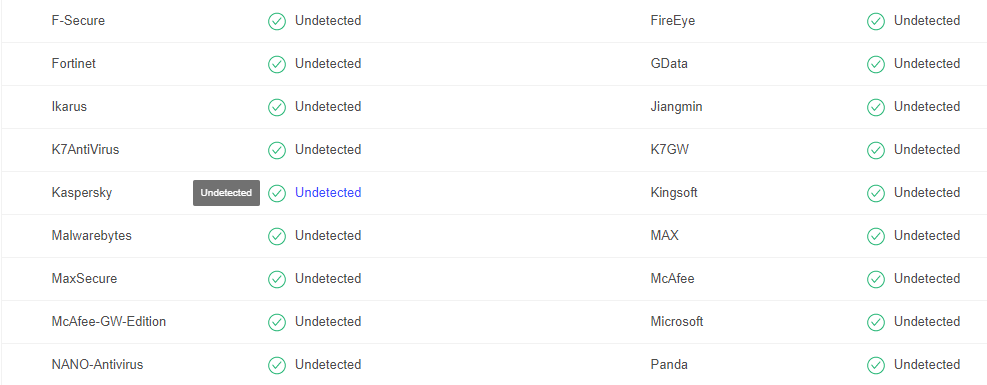 F-Secure Undetected FireEye Undetected
Fortinet Undetected GData Undetected
Ikarus Undetected Jiangmin Undetected
K7AntiVirus Undetected K7GW Undetected
Kaspersky Undetected Undetected Kingsoft Undetected
Malwarebytes Undetected MAX Undetected
MaxSecure Undetected McAfee Undetected
McAfee-GW-Edition Undetected Microsoft Undetected
NANO-Antivirus Undetected Panda Undetected